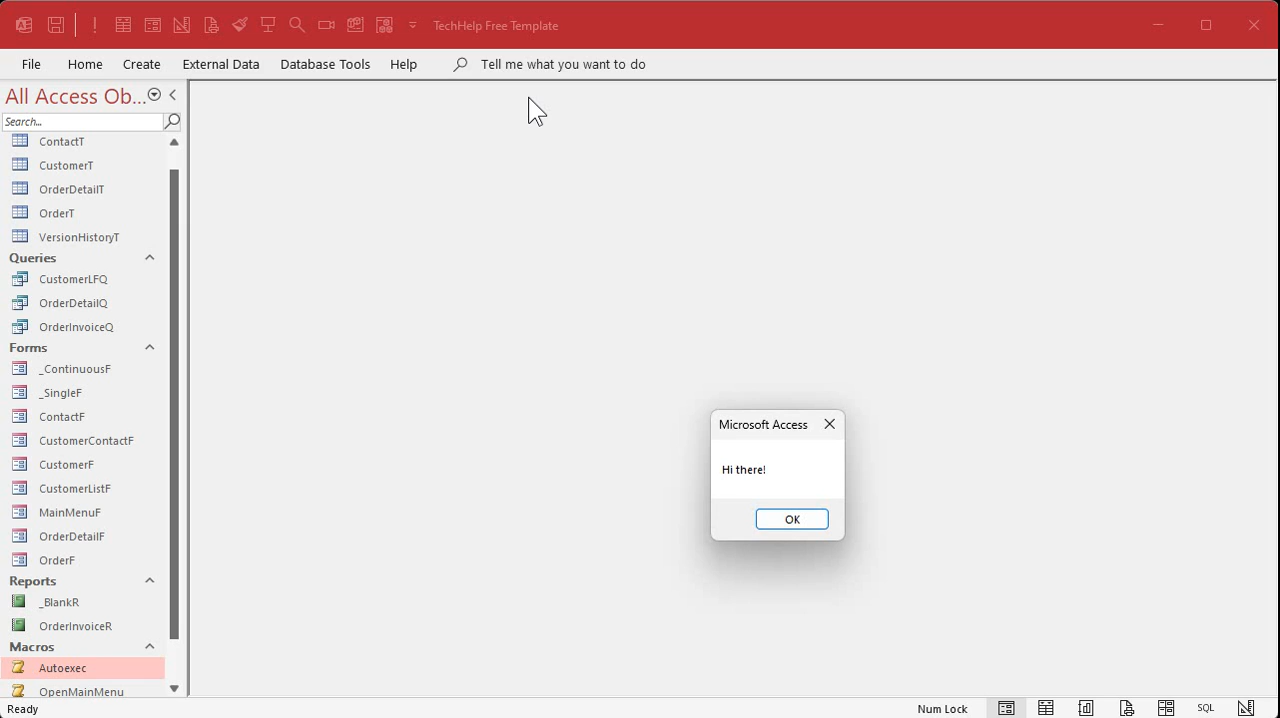 TechHelp Free Template
File Home Create External Data Database Tools Help Tell me what you want to do
All Access Ob...
Search...
ContactT
CustomerT
OrderDetailT
OrderT
VersionHistoryT
Queries
CustomerLFQ
OrderDetailQ
OrderInvoiceQ
Forms
_ContinuousF
_SingleF
ContactF
CustomerContactF
CustomerF
CustomerListF
MainMenuF
OrderDetailF
OrderF
Reports
_BlankR
OrderInvoiceR
Macros
Autoexec
OpenMainMenu
Microsoft Access
Hi there!
OK
Ready Num Lock SQL